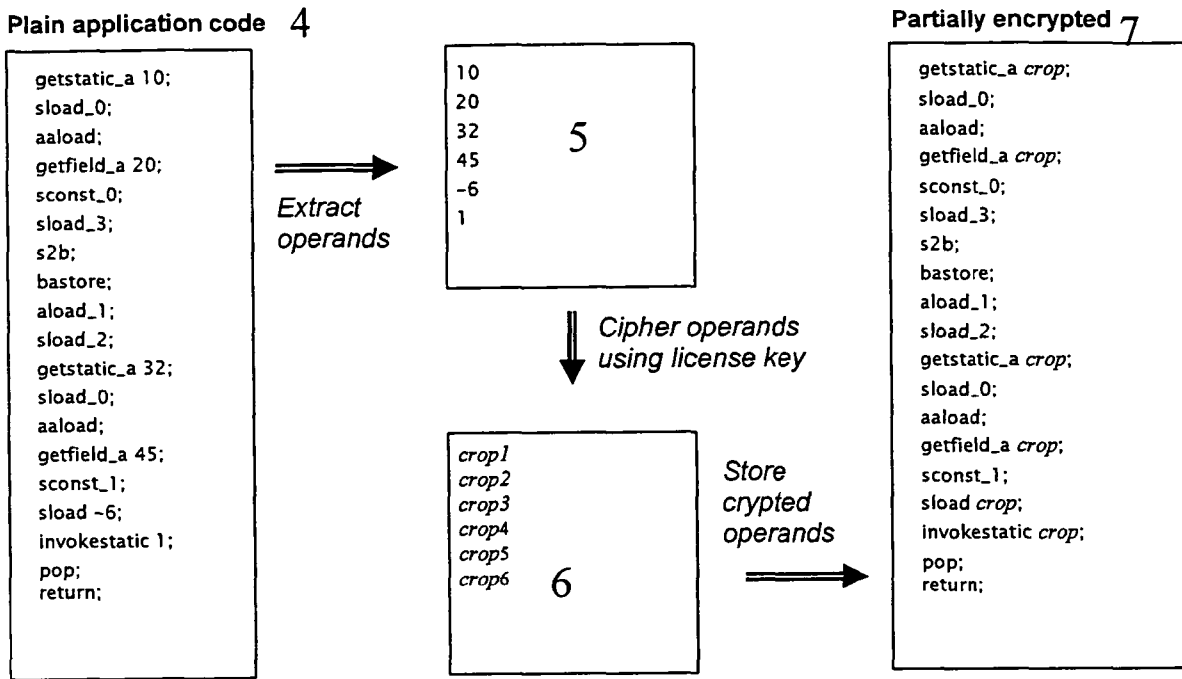 Plain application code 4
getstatic_a 10;
sload_0;
aaload;
getfield_a 20;
sconst_0;
sload_3;
s2b;
bastore;
aload_1;
sload_2;
getstatic_a 32;
sload_0;
aaload;
getfield_a 45;
sconst_1;
sload -6;
invokestatic 1;
pop;
return;
Extract
operands
10
20
32
45
-6
1
5
Cipher operands
using license key
crop1
crop2
crop3
crop4
crop5
crop6
6
Store
crypted
operands
Partially encrypted 7
getstatic_a crop;
sload_0;
aaload;
getfield_a crop;
sconst_0;
sload_3;
s2b;
bastore;
aload_1;
sload_2;
getstatic_a crop;
sload_0;
aaload;
getfield_a crop;
sconst_1;
sload crop;
invokestatic crop;
pop;
return;